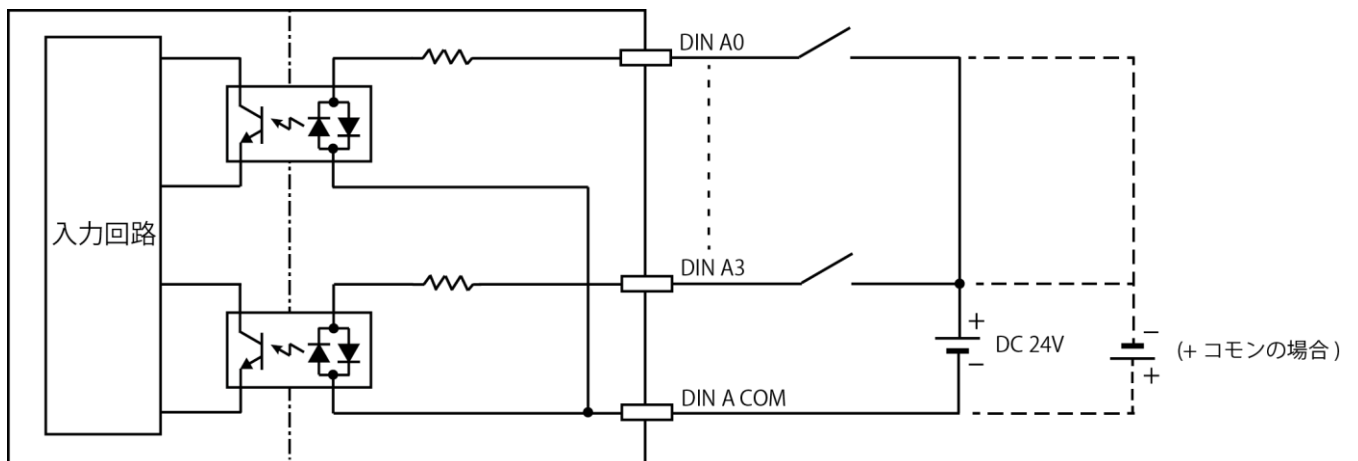 DIN A0
入力回路
DIN A3
+
DC 24V
−
−
(+ コモンの場合 )
+
DIN A COM